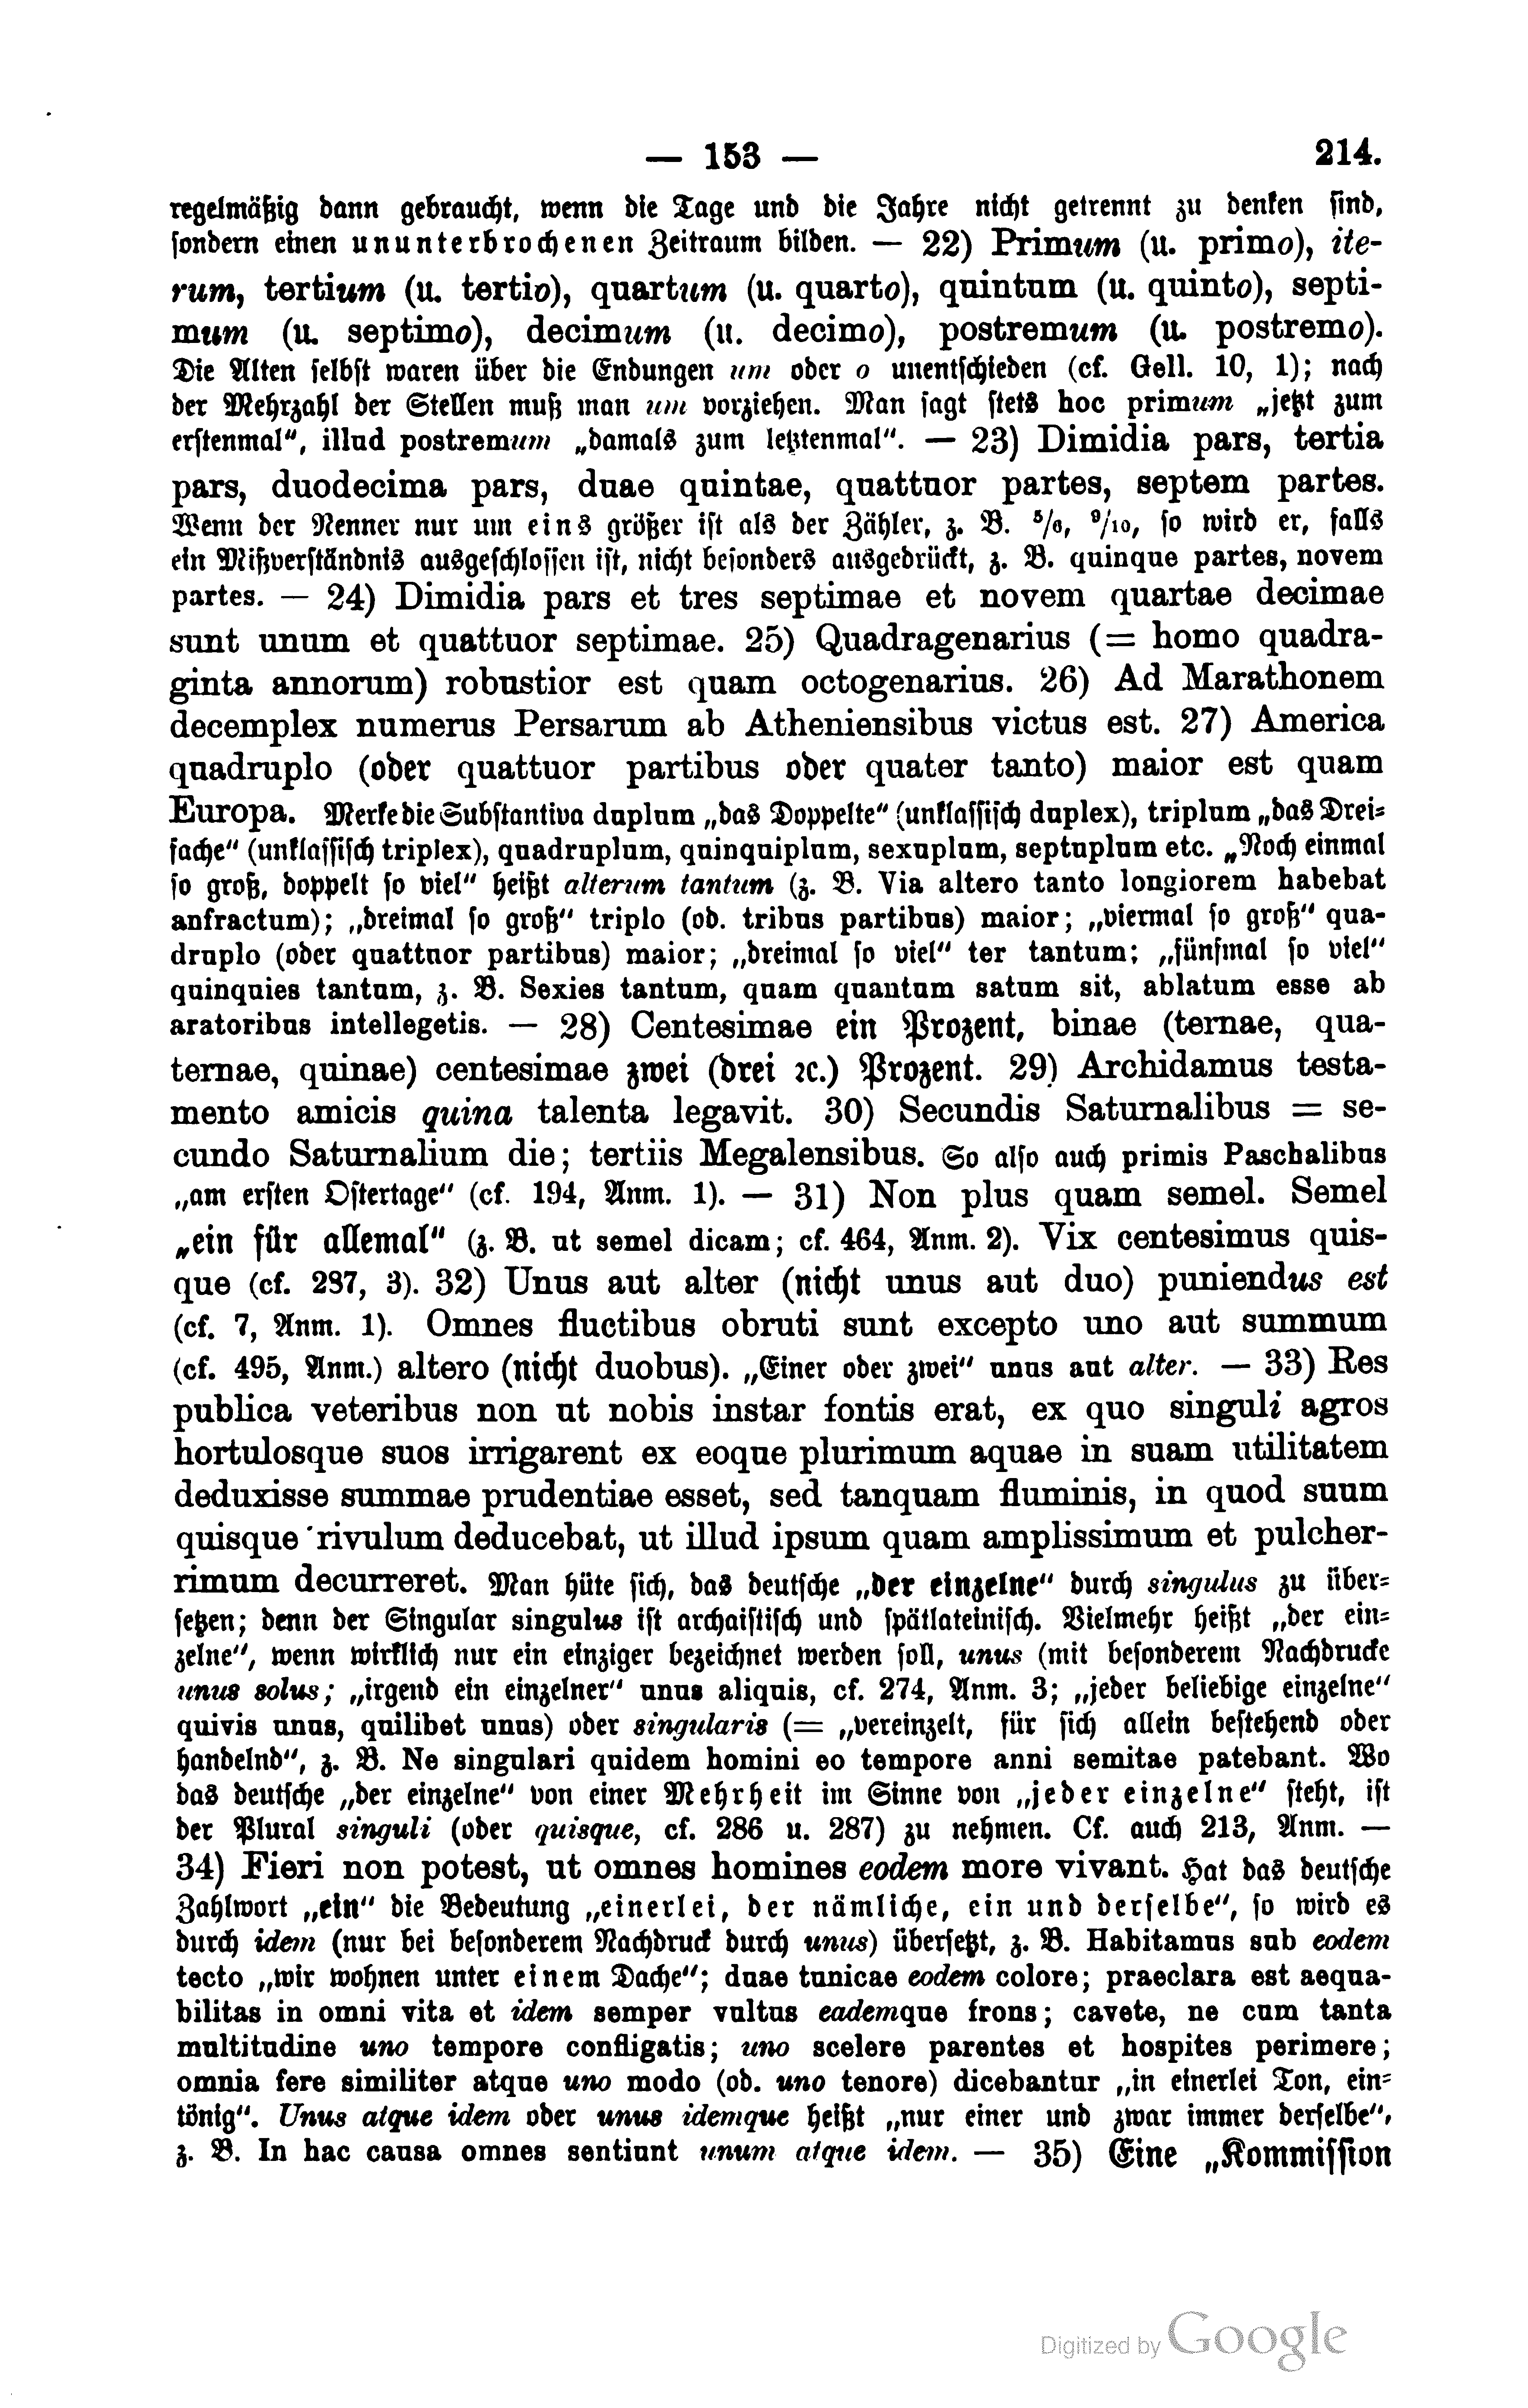 — 153 — 214.
regelmäßig dann gebraucht, wenn die Tage und die Jahre nicht getrennt zu denken sind,
sondern einen ununterbrochenen Zeitraum bilden. — 22) Primum (u. primo), ite-
rum, tertium (u. tertio), quartum (u. quarto), quintum (u. quinto), septi-
mum (u. septimo), decimum (u. decimo), postremum (u. postremo).
Die Alten selbst waren über die Endungen um oder o unentschieden (cf. Gell. 10, 1); nach
der Mehrzahl der Stellen muß man um vorziehen. Man sagt stets hoc primum „jetzt zum
erstenmal", illud postremum „damals zum letztenmal". — 23) Dimidia pars, tertia
pars, duodecima pars, duae quintae, quattuor partes, septem partes.
Wenn der Nenner nur um eins größer ist als der Zähler, z. B. 5/6, 9/10, so wird er, falls
ein Mißverständnis ausgeschlossen ist, nicht besonders ausgedrückt, z. B. quinque partes, novem
partes. — 24) Dimidia pars et tres septimae et novem quartae decimae
sunt unum et quattuor septimae. 25) Quadragenarius (= homo quadra-
ginta annorum) robustior est quam octogenarius. 26) Ad Marathonem
decemplex numerus Persarum ab Atheniensibus victus est. 27) America
quadruplo (oder quattuor partibus oder quater tanto) maior est quam
Europa. Merke die Substantiva duplum „das Doppelte" (unklassisch duplex), triplum „das Drei-
fache" (unklassisch triplex), quadruplum, quinquiplum, sexuplum, septuplum etc. „Noch einmal
so groß, doppelt so viel" heißt alterum tantum (z. B. Via altero tanto longiorem habebat
anfractum); „dreimal so groß" triplo (od. tribus partibus) maior; „viermal so groß" qua-
druplo (oder quattuor partibus) maior; „dreimal so viel" ter tantum; „fünfmal so viel"
quinquies tantum, z. B. Sexies tantum, quam quantum satum sit, ablatum esse ab
aratoribus intellegetis. — 28) Centesimae ein Prozent, binae (ternae, qua-
ternae, quinae) centesimae zwei (drei ꝛc.) Prozent. 29) Archidamus testa-
mento amicis quina talenta legavit. 30) Secundis Saturnalibus = se-
cundo Saturnalium die; tertiis Megalensibus. So also auch primis Paschalibus
„am ersten Ostertage" (cf. 194, Anm. 1). — 31) Non plus quam semel. Semel
„ein für allemal" (z. B. ut semel dicam; cf. 464, Anm. 2). Vix centesimus quis-
que (cf. 287, 3). 32) Unus aut alter (nicht unus aut duo) puniendus est
(cf. 7, Anm. 1). Omnes fluctibus obruti sunt excepto uno aut summum
(cf. 495, Anm.) altero (nicht duobus). „Einer oder zwei" unus aut alter. — 33) Res
publica veteribus non ut nobis instar fontis erat, ex quo singuli agros
hortulosque suos irrigarent ex eoque plurimum aquae in suam utilitatem
deduxisse summae prudentiae esset, sed tanquam fluminis, in quod suum
quisque rivulum deducebat, ut illud ipsum quam amplissimum et pulcher-
rimum decurreret. Man hüte sich, das deutsche „der einzelne" durch singulus zu über-
setzen; denn der Singular singulus ist archaistisch und spätlateinisch. Vielmehr heißt „der ein-
zelne", wenn wirklich nur ein einziger bezeichnet werden soll, unus (mit besonderem Nachdrucke
unus solus; „irgend ein einzelner" unus aliquis, cf. 274, Anm. 3; „jeder beliebige einzelne"
quivis unus, quilibet unus) oder singularis (= „vereinzelt, für sich allein bestehend oder
handelnd", z. B. Ne singulari quidem homini eo tempore anni semitae patebant. Wo
das deutsche „der einzelne" von einer Mehrheit im Sinne von „jeder einzelne" steht, ist
der Plural singuli (oder quisque, cf. 286 u. 287) zu nehmen. Cf. auch 213, Anm. —
34) Fieri non potest, ut omnes homines eodem more vivant. Hat das deutsche
Zahlwort „ein" die Bedeutung „einerlei, der nämliche, ein und derselbe", so wird es
durch idem (nur bei besonderem Nachdruck durch unus) übersetzt, z. B. Habitamus sub eodem
tecto „wir wohnen unter einem Dache"; duae tunicae eodem colore; praeclara est aequa-
bilitas in omni vita et idem semper vultus eademque frons; cavete, ne cum tanta
multitudine uno tempore confligatis; uno scelere parentes et hospites perimere;
omnia fere similiter atque uno modo (od. uno tenore) dicebantur „in einerlei Ton, ein-
tönig". Unus atque idem oder unus idemque heißt „nur einer und zwar immer derselbe",
z. B. In hac causa omnes sentiunt unum atque idem. — 35) Eine „Kommission
Digitized by Google